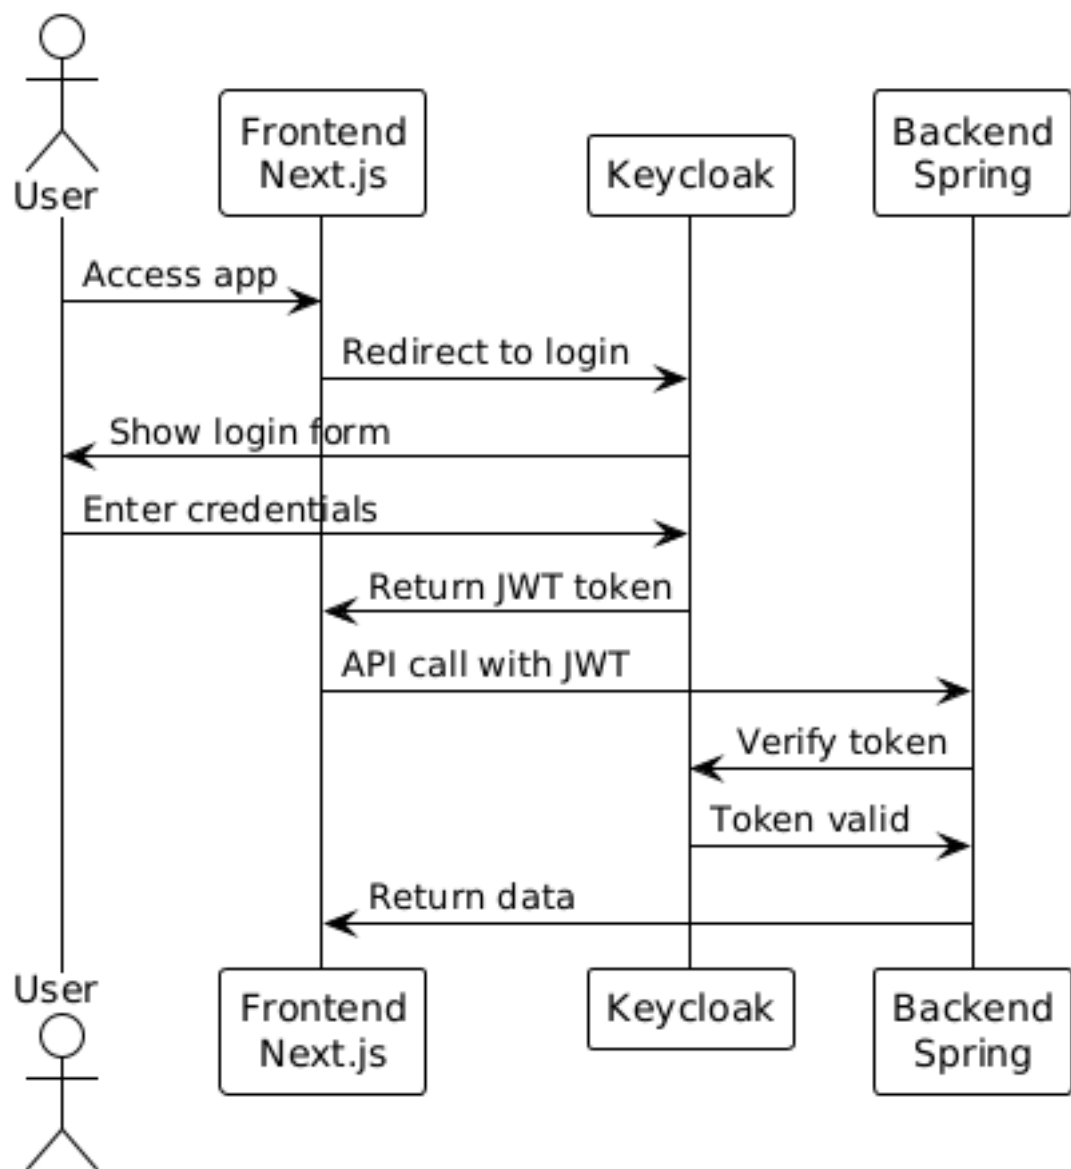 User
Frontend
Next.js
Keycloak
Backend
Spring
Access app
Redirect to login
Show login form
Enter credentials
Return JWT token
API call with JWT
Verify token
Token valid
Return data
User
Frontend
Next.js
Keycloak
Backend
Spring